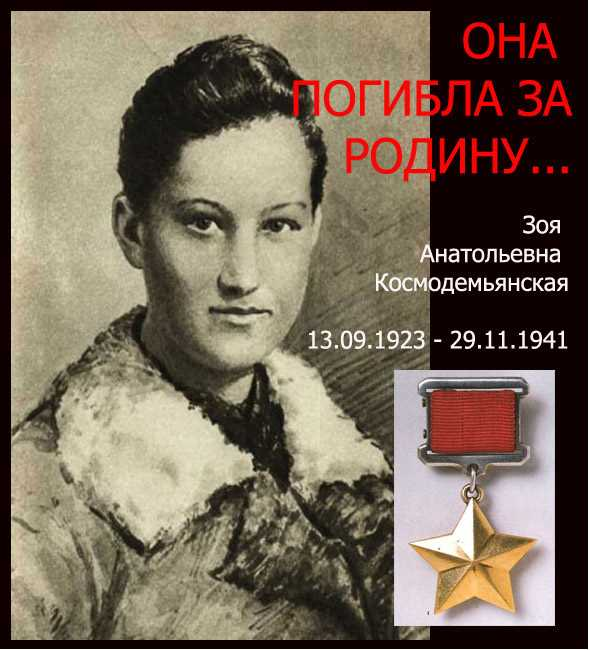 ОНА
ПОГИБЛА ЗА
РОДИНУ...
Зоя
Анатольевна
Космодемьянская
13.09.1923 - 29.11.1941